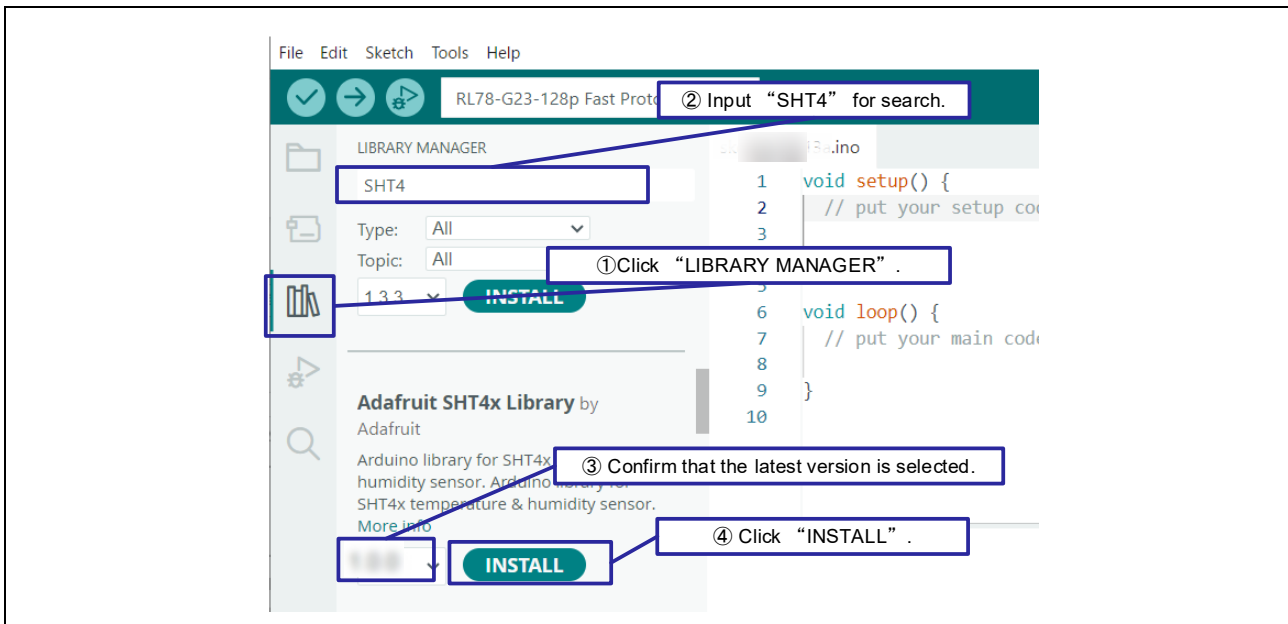 File Edit Sketch Tools Help
RL78-G23-128p Fast Proto
② Input “SHT4” for search.
LIBRARY MANAGER
.ino
SHT4
1 void setup() {
2 // put your setup cod
Type: All
3
Topic: All
①Click “LIBRARY MANAGER”.
1.3.3 INSTALL
5
6 void loop() {
7 // put your main code
8
9 }
10
Adafruit SHT4x Library by
Adafruit
Arduino library for SHT4x
③ Confirm that the latest version is selected.
humidity sensor. Arduino library for
SHT4x temperature & humidity sensor.
More info
④ Click “INSTALL”.
INSTALL